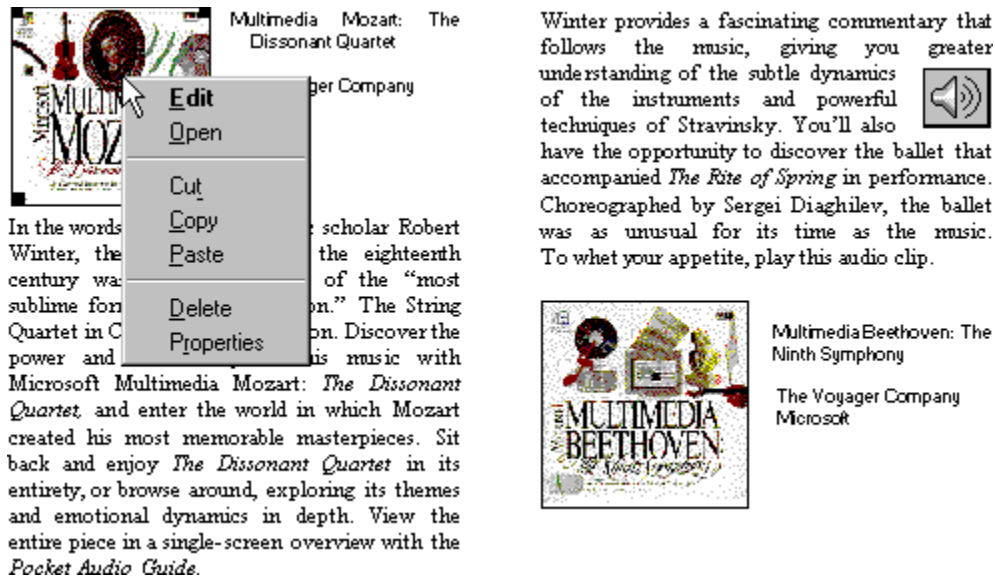 Multimedia Mozart: The
Dissonant Quartet
ger Company
MULTI
MOZ
Edit
Open
Cut
Copy
Paste
Delete
Properties
In the words scholar Robert
Winter, the the eighteenth
century was of the “most
sublime for on.” The String
Quartet in C on. Discover the
power and his music with
Microsoft Multimedia Mozart: The Dissonant
Quartet, and enter the world in which Mozart
created his most memorable masterpieces. Sit
back and enjoy The Dissonant Quartet in its
entirety, or browse around, exploring its themes
and emotional dynamics in depth. View the
entire piece in a single-screen overview with the
Pocket Audio Guide.
Winter provides a fascinating commentary that
follows the music, giving you greater
understanding of the subtle dynamics
of the instruments and powerful
techniques of Stravinsky. You’ll also
have the opportunity to discover the ballet that
accompanied The Rite of Spring in performance.
Choreographed by Sergei Diaghilev, the ballet
was as unusual for its time as the music.
To whet your appetite, play this audio clip.
MULTIMEDIA
BEETHOVEN
The Ninth Symphony
Multimedia Beethoven: The
Ninth Symphony
The Voyager Company
Microsoft